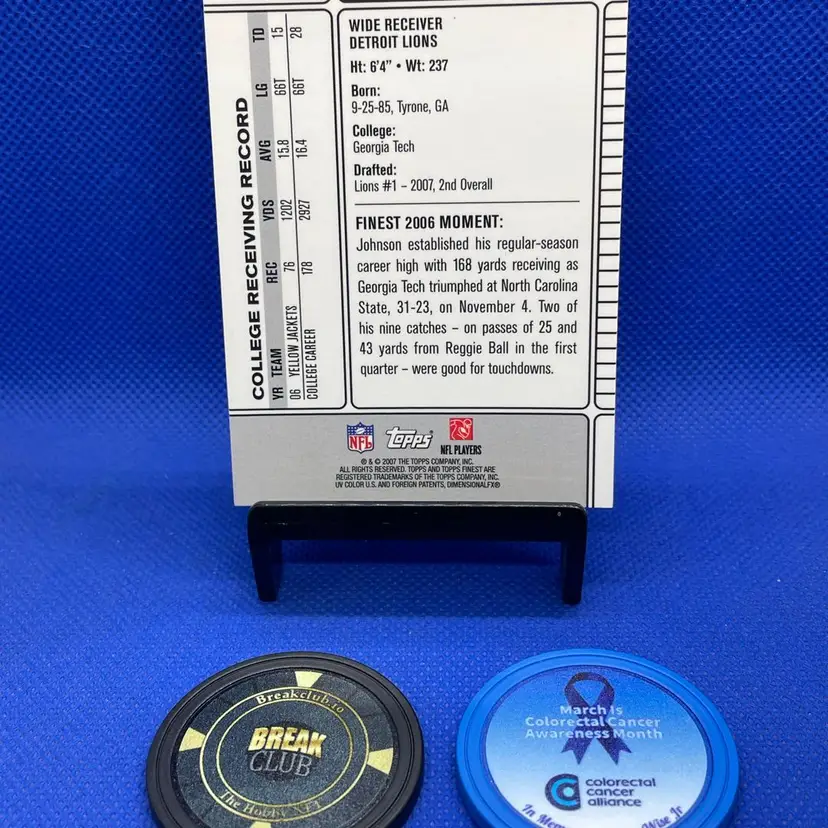 COLLEGE RECEIVING RECORD
YR TEAM REC YDS AVG LG TD
06 YELLOW JACKETS 76 1202 15.8 66T 15
COLLEGE CAREER 178 2927 16.4 66T 28
WIDE RECEIVER
DETROIT LIONS
Ht: 6'4" • Wt: 237
Born:
9-25-85, Tyrone, GA
College:
Georgia Tech
Drafted:
Lions #1 – 2007, 2nd Overall
FINEST 2006 MOMENT:
Johnson established his regular-season
career high with 168 yards receiving as
Georgia Tech triumphed at North Carolina
State, 31-23, on November 4. Two of
his nine catches – on passes of 25 and
43 yards from Reggie Ball in the first
quarter – were good for touchdowns.
NFL
Topps
NFL PLAYERS
® & © 2007 THE TOPPS COMPANY, INC.
ALL RIGHTS RESERVED. TOPPS AND TOPPS FINEST ARE
REGISTERED TRADEMARKS OF THE TOPPS COMPANY, INC.
UV COLOR U.S. AND FOREIGN PATENTS, DIMENSIONALFX®
Breakclub.io
BREAK
CLUB
The Hobby NFT
March Is
Colorectal Cancer
Awareness Month
colorectal
cancer
alliance
In Wise Jr